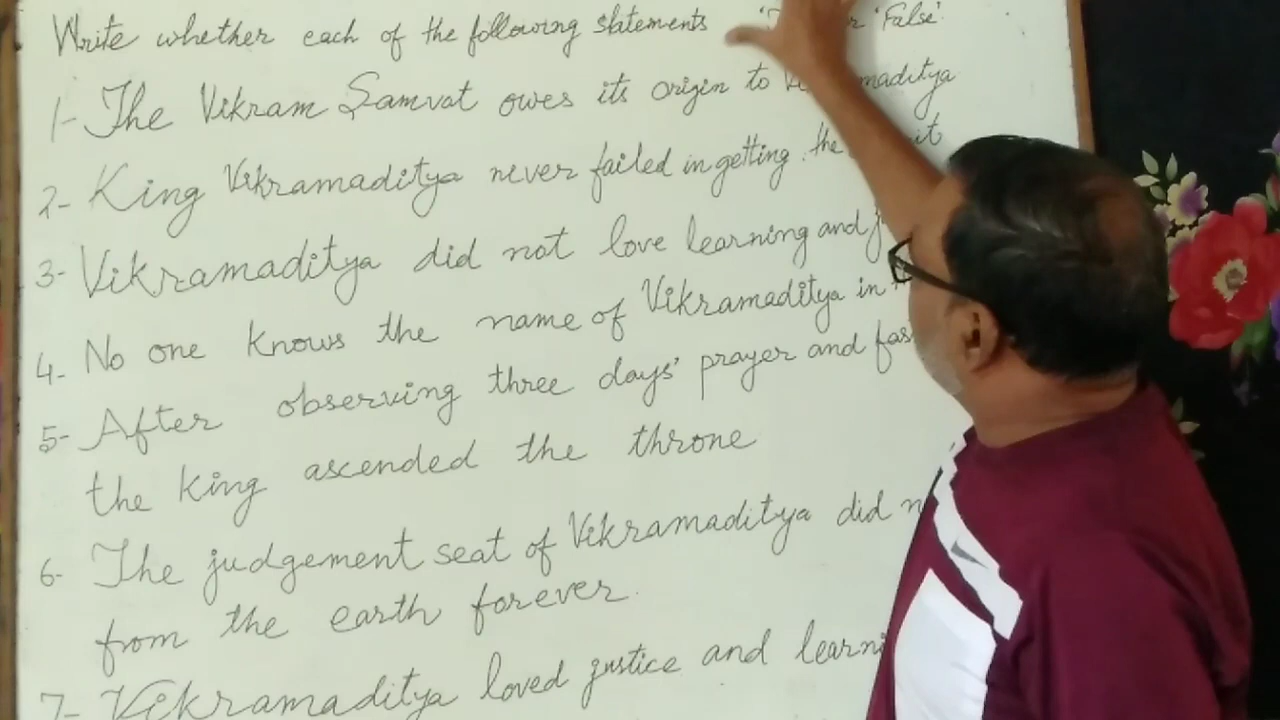 Write whether each of the following statements 'False'.
1- The Vikram Samvat owes its origin to
2- King Vikramaditya never failed in getting the
3- Vikramaditya did not love learning and
4- No one knows the name of Vikramaditya in
5- After observing three days' prayer and
the king ascended the throne
6- The judgement seat of Vikramaditya did
from the earth forever.
7- Vikramaditya loved justice and